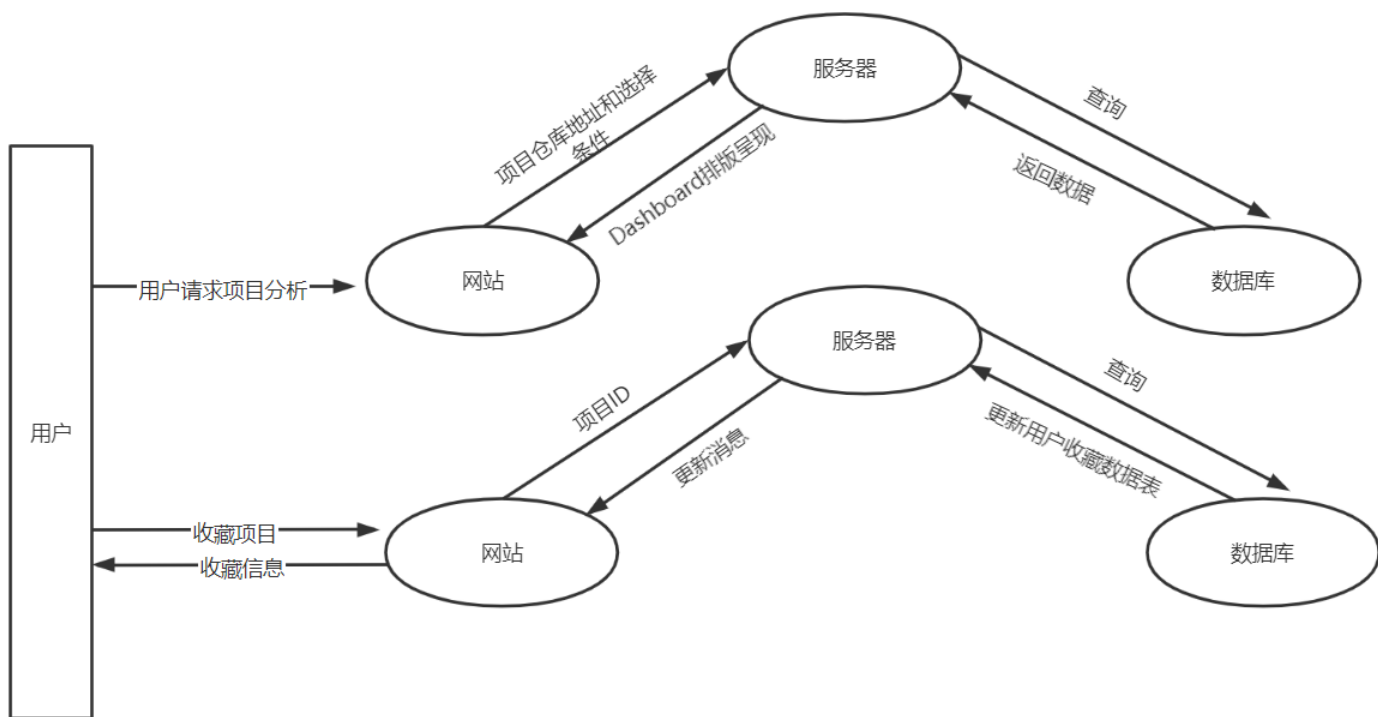 服务器
查询
项目仓库地址和选择
条件
Dashboard排版呈现
返回数据
用户请求项目分析
网站
数据库
服务器
查询
项目ID
更新消息
更新用户收藏数据表
用户
收藏项目
收藏信息
网站
数据库